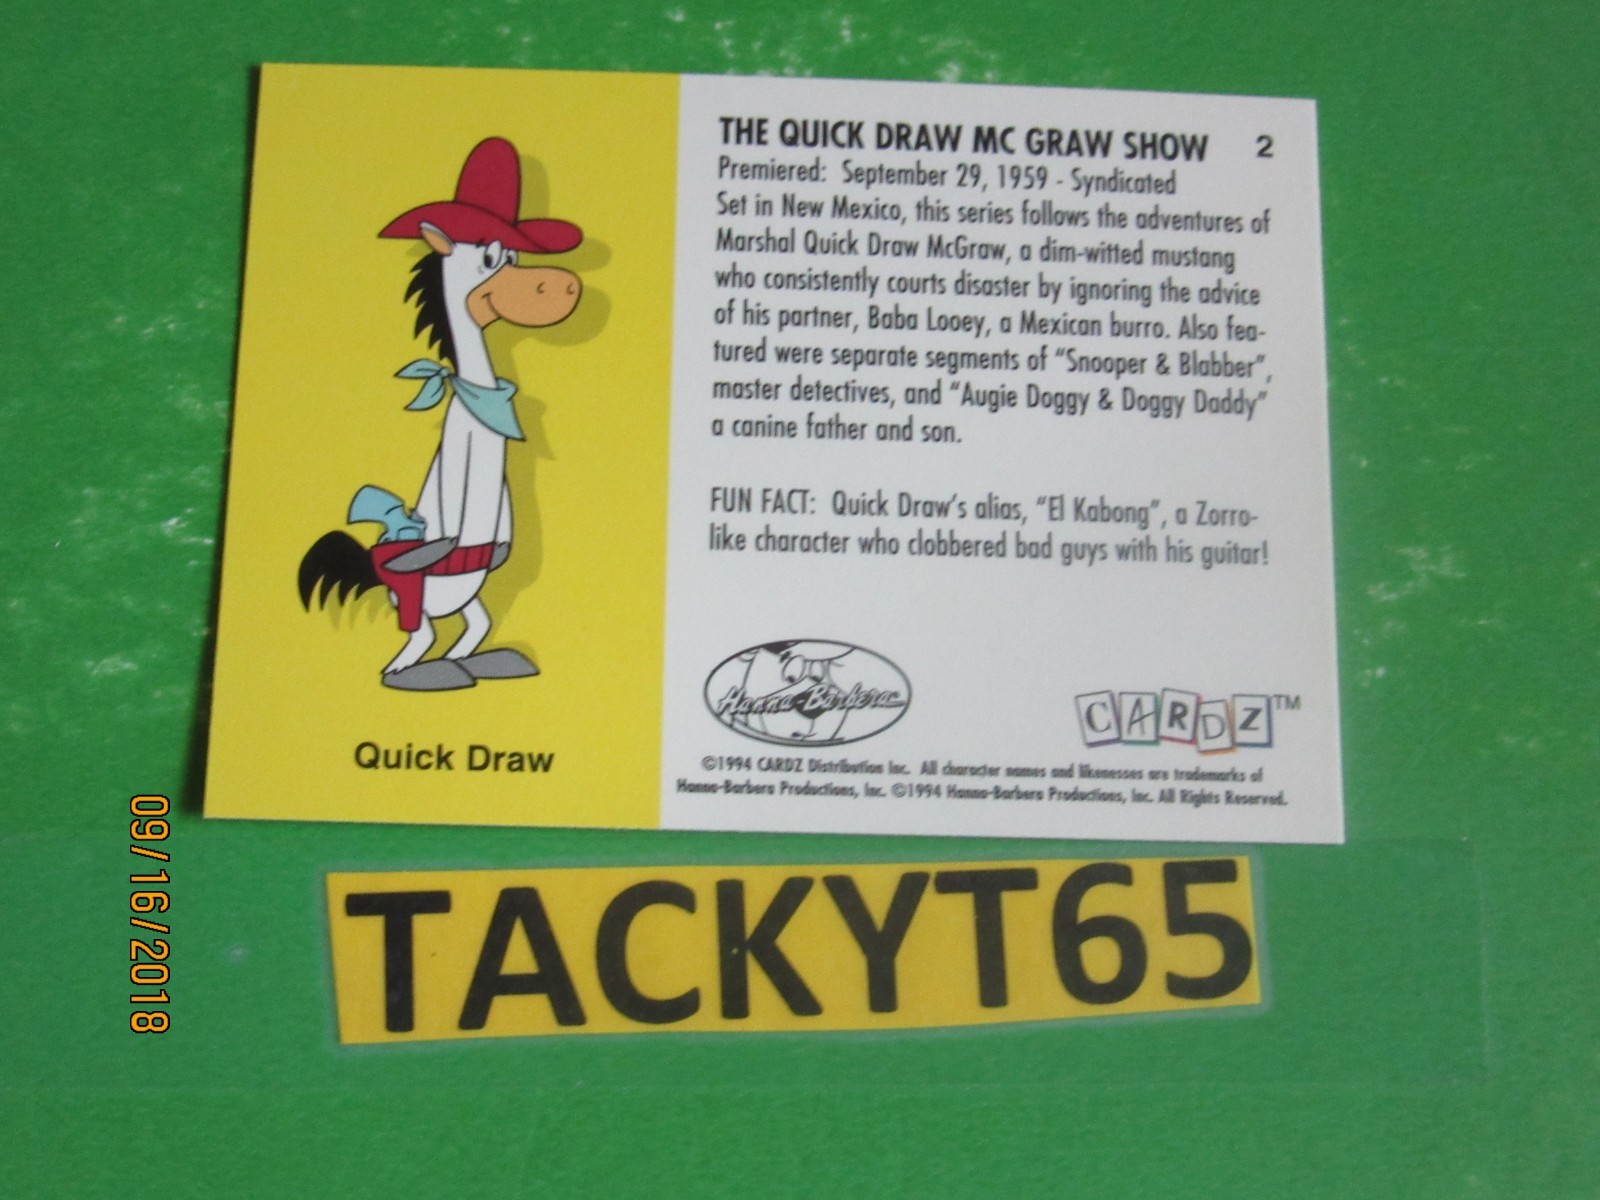 THE QUICK DRAW MC GRAW SHOW 2
Premiered: September 29, 1959 - Syndicated
Set in New Mexico, this series follows the adventures of
Marshal Quick Draw McGraw, a dim-witted mustang
who consistently courts disaster by ignoring the advice
of his partner, Baba Looey, a Mexican burro. Also fea-
tured were separate segments of "Snooper & Blabber",
master detectives, and "Augie Doggy & Doggy Daddy"
a canine father and son.
FUN FACT: Quick Draw's alias, "El Kabong", a Zorro-
like character who clobbered bad guys with his guitar!
Hanna-Barbera
CARDZ™
©1994 CARDZ Distribution Inc. All character names and likenesses are trademarks of
Hanna-Barbera Productions, Inc. ©1994 Hanna-Barbera Productions, Inc. All Rights Reserved.
Quick Draw
TACKYT65
09/16/2018